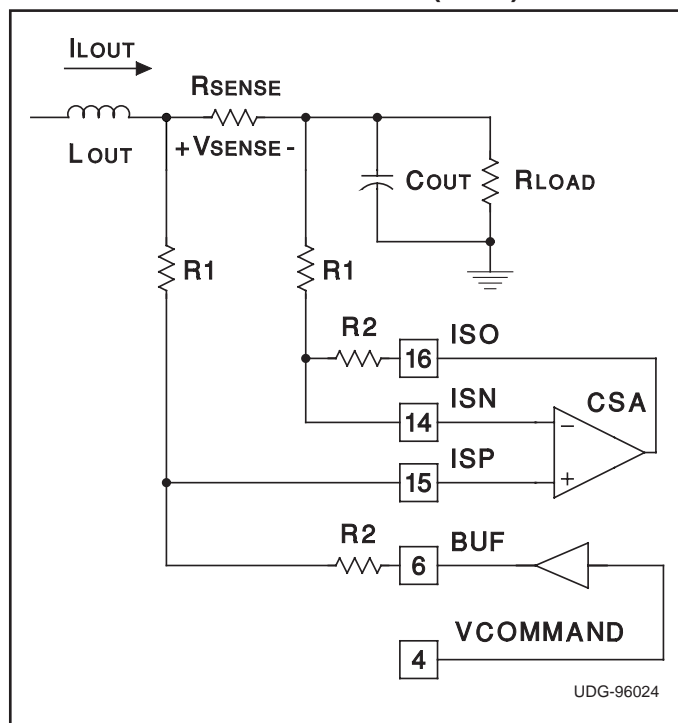 ILOUT
RSENSE
LOUT
+VSENSE-
COUT
RLOAD
R1
R1
R2
ISO
16
ISN
CSA
14
−
ISP
15
+
R2
BUF
6
VCOMMAND
4
UDG-96024